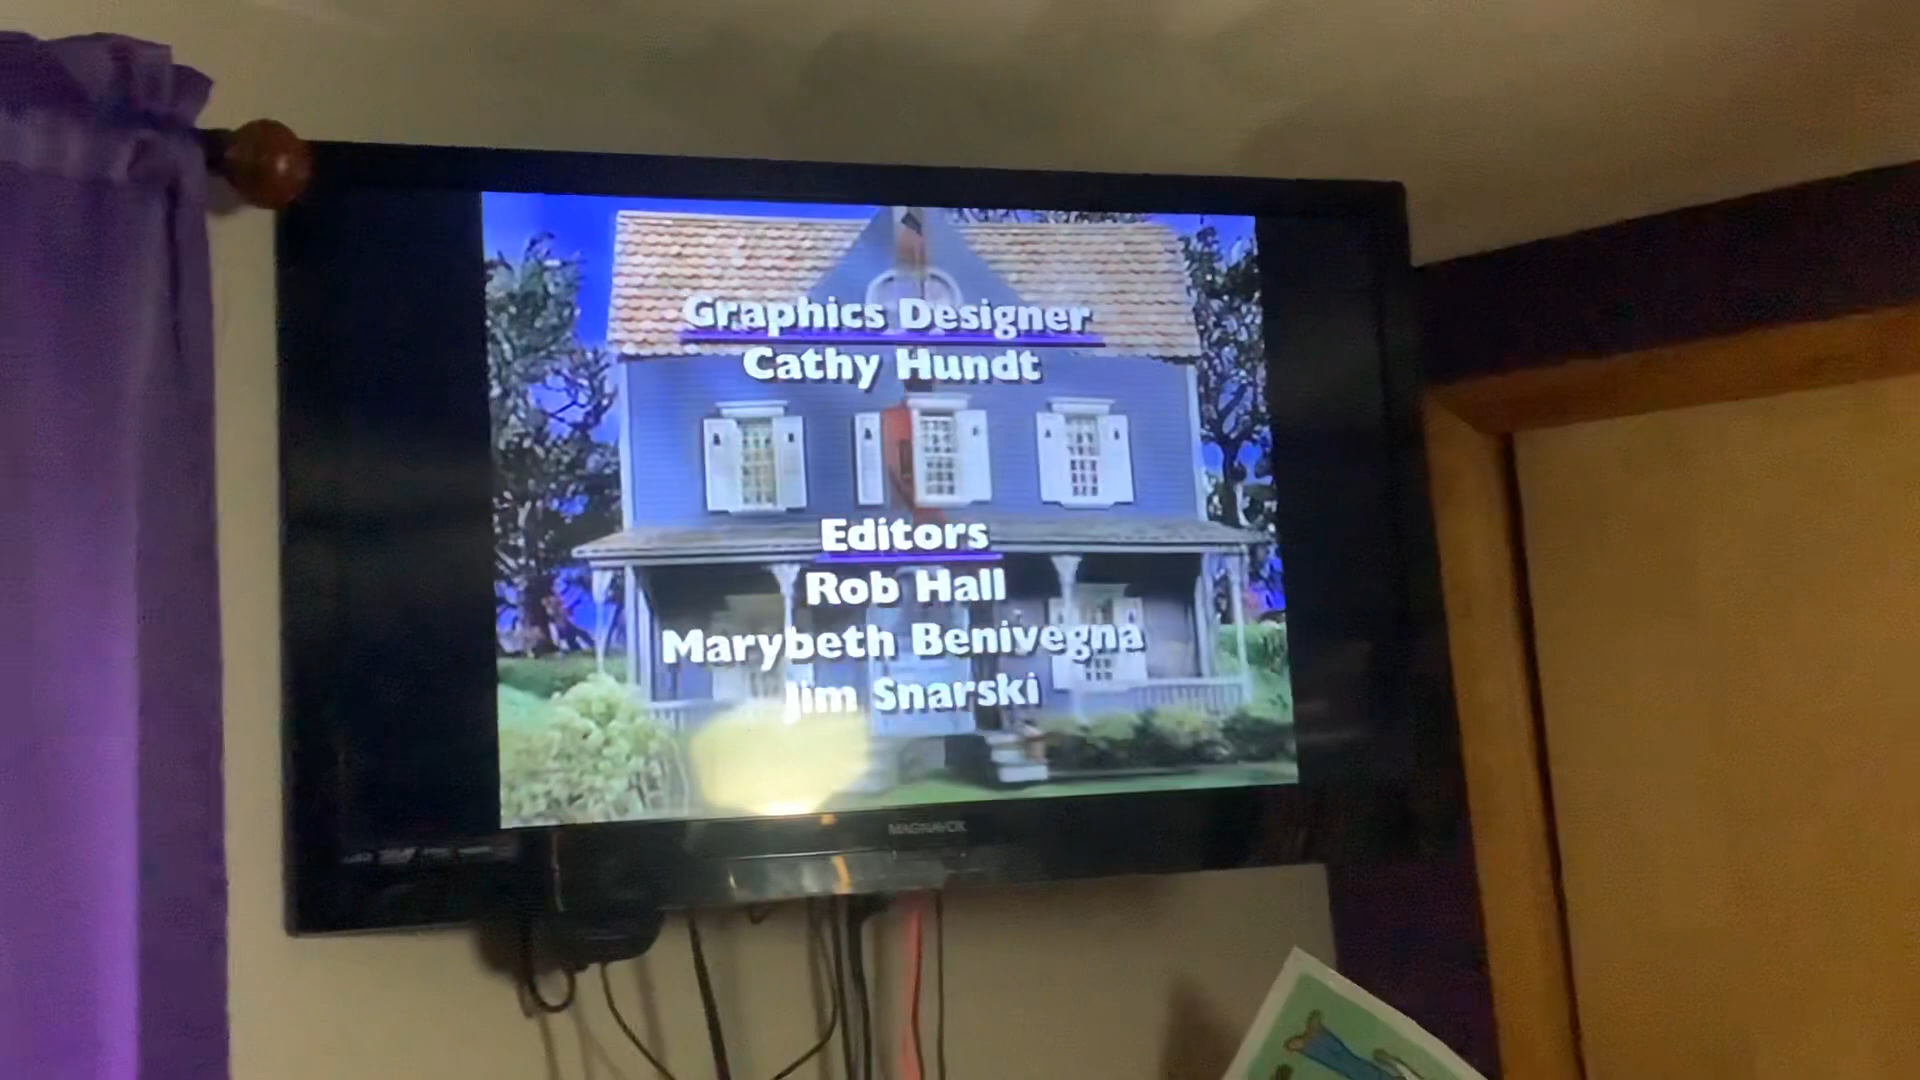 Graphics Designer
Cathy Hundt
Editors
Rob Hall
Marybeth Benivegna
Jim Snarski
MAGNAVOX